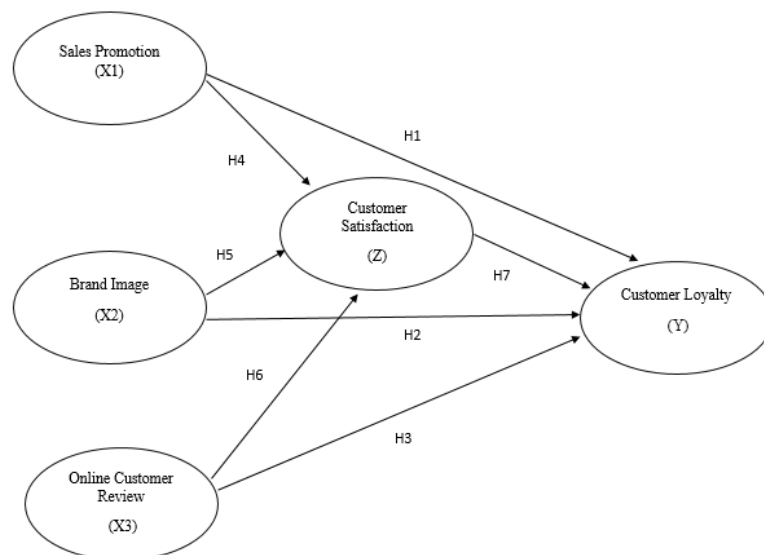 Sales Promotion
(X1)
H1
H4
Customer
Satisfaction
(Z)
H5
H7
Brand Image
(X2)
Customer Loyalty
(Y)
H2
H6
H3
Online Customer
Review
(X3)